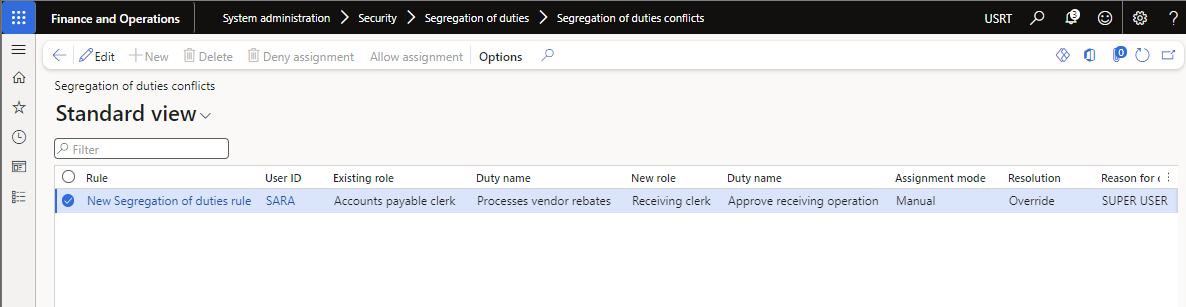 Finance and Operations System administration Security Segregation of duties Segregation of duties conflicts USRT 3 ?
Edit New Delete Deny assignment Allow assignment Options 0
Segregation of duties conflicts
Standard view
Filter
Rule User ID Existing role Duty name New role Duty name Assignment mode Resolution Reason for
New Segregation of duties rule SARA Accounts payable clerk Processes vendor rebates Receiving clerk Approve receiving operation Manual Override SUPER USER